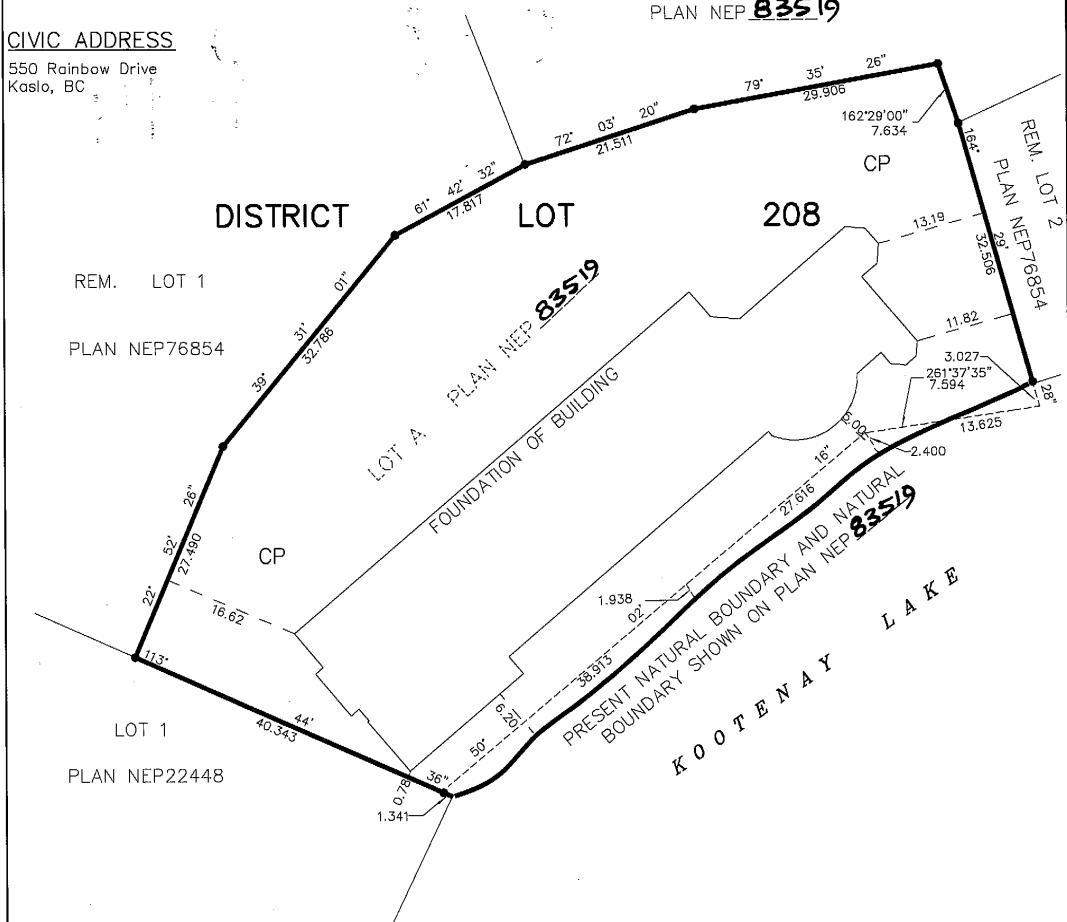 PLAN NEP 83519
CIVIC ADDRESS
550 Rainbow Drive
Kaslo, BC
79° 35' 26"
29.906
72° 03' 20"
21.511
162°29'00"
7.634
CP
164° 29' 28"
32.506
REM. LOT 2
PLAN NEP76854
61° 42' 32"
17.817
DISTRICT LOT 208
13.19
REM. LOT 1
PLAN NEP76854
39° 31' 01"
32.786
LOT A PLAN NEP 83519
FOUNDATION OF BUILDING
11.82
3.027
261°37'35"
7.594
13.625
6.00
2.400
22° 52' 26"
27.490
CP
16.62
50° 02' 16"
27.616
1.938
38.913
6.20
PRESENT NATURAL BOUNDARY AND NATURAL
BOUNDARY SHOWN ON PLAN NEP 83519
KOOTENAY LAKE
113° 44' 36"
40.343
LOT 1
PLAN NEP22448
0.78
1.341